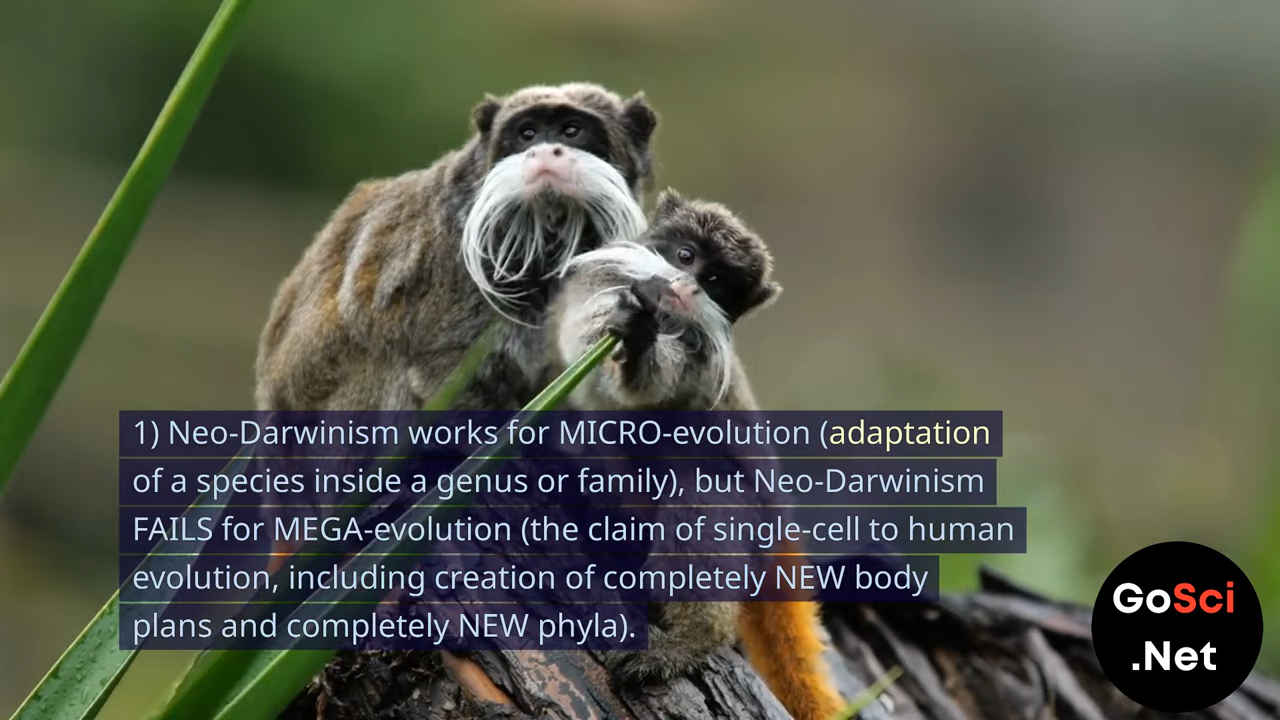 1) Neo-Darwinism works for MICRO-evolution (adaptation
of a species inside a genus or family), but Neo-Darwinism
FAILS for MEGA-evolution (the claim of single-cell to human
evolution, including creation of completely NEW body
plans and completely NEW phyla).
GoSci
.Net